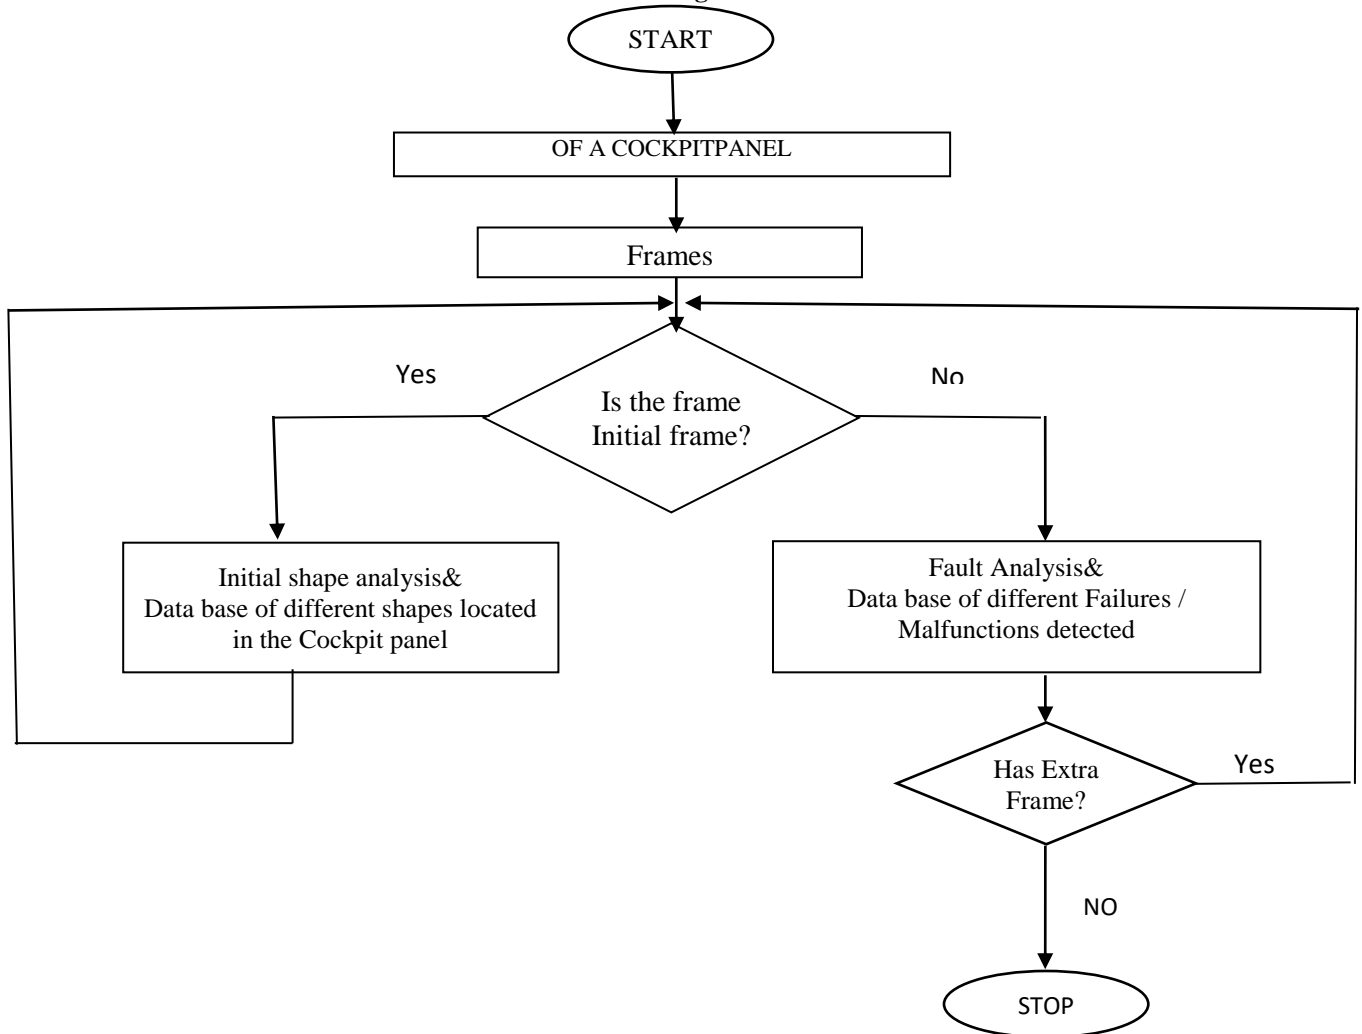 START
OF A COCKPITPANEL
Frames
Yes
No
Is the frame
Initial frame?
Initial shape analysis&
Data base of different shapes located
in the Cockpit panel
Fault Analysis&
Data base of different Failures /
Malfunctions detected
Has Extra
Frame?
Yes
NO
STOP